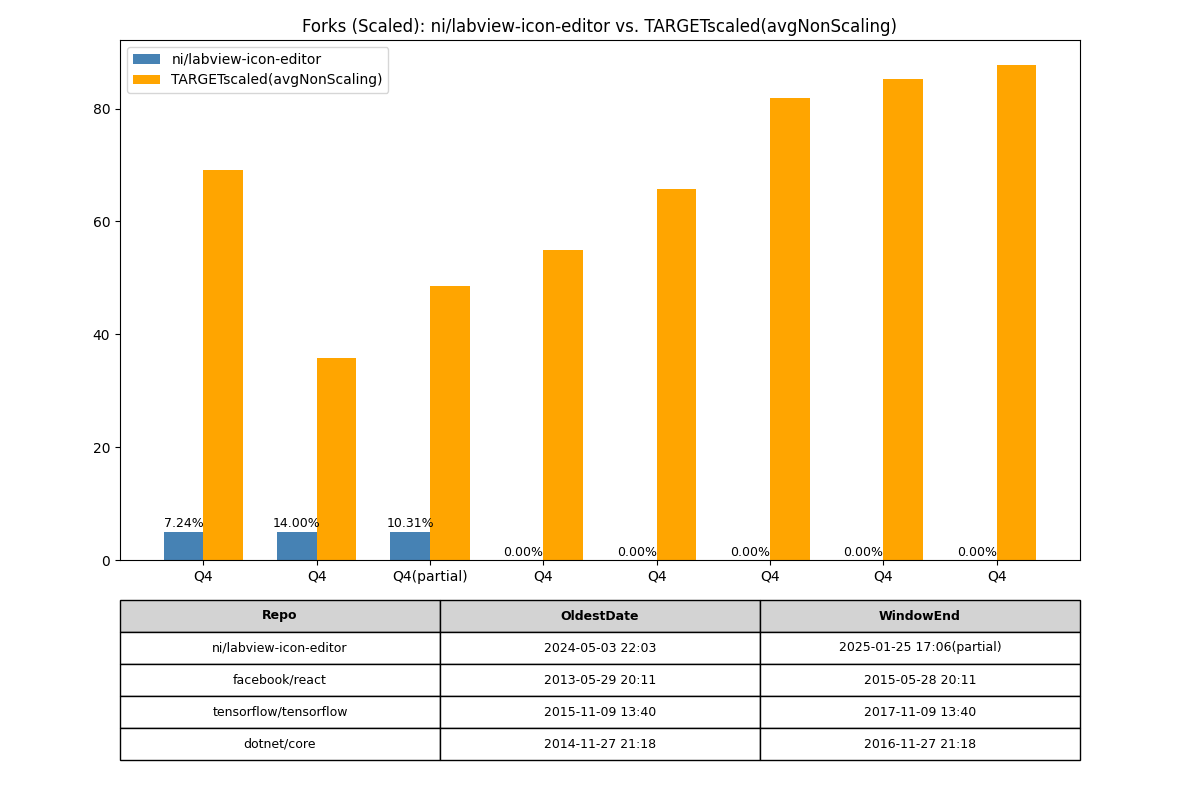 Forks (Scaled): ni/labview-icon-editor vs. TARGETscaled(avgNonScaling)
ni/labview-icon-editor
TARGETscaled(avgNonScaling)
80
60
40
20
0
7.24% 14.00% 10.31% 0.00% 0.00% 0.00% 0.00% 0.00%
Q4 Q4 Q4(partial) Q4 Q4 Q4 Q4 Q4
Repo OldestDate WindowEnd
ni/labview-icon-editor 2024-05-03 22:03 2025-01-25 17:06(partial)
facebook/react 2013-05-29 20:11 2015-05-28 20:11
tensorflow/tensorflow 2015-11-09 13:40 2017-11-09 13:40
dotnet/core 2014-11-27 21:18 2016-11-27 21:18